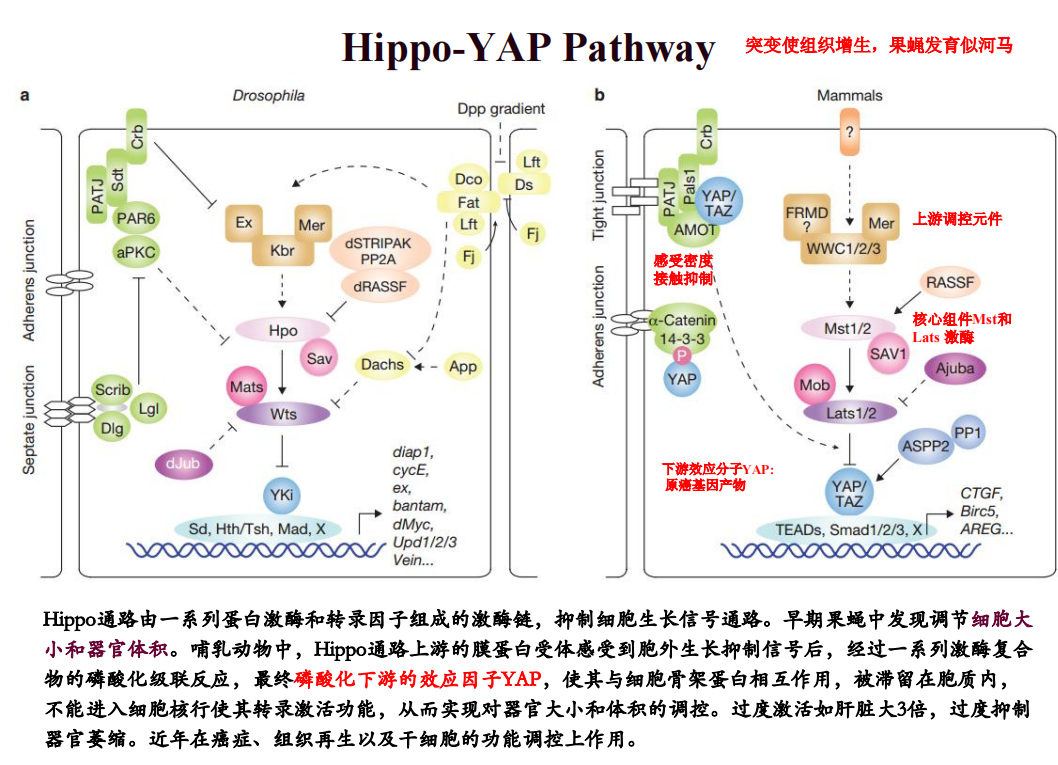 Hippo-YAP Pathway
突变使组织增生，果蝇发育似河马
a
Drosophila
Dpp gradient
Crb
Sdt
PATJ
PAR6
aPKC
Ex
Mer
Kbr
dSTRIPAK
PP2A
dRASSF
Dco
Fat
Lft
Fj
Lft
Ds
Fj
Hpo
Sav
Mats
Wts
Dachs
App
Scrib
Lgl
Dlg
dJub
YKi
Sd, Hth/Tsh, Mad, X
diap1,
cycE,
ex,
bantam,
dMyc,
Upd1/2/3
Vein...
Adherens junction
Septate junction
b
Mammals
Crb
?
Pals1
PATJ
YAP/
TAZ
AMOT
感受密度
接触抑制
FRMD
?
Mer
WWC1/2/3
上游调控元件
RASSF
Mst1/2
SAV1
核心组件Mst和
Lats 激酶
α-Catenin
14-3-3
P
YAP
Mob
Lats1/2
Ajuba
ASPP2
PP1
下游效应分子YAP:
原癌基因产物
YAP/
TAZ
TEADs, Smad1/2/3, X
CTGF,
Birc5,
AREG...
Tight junction
Adherens junction
Hippo通路由一系列蛋白激酶和转录因子组成的激酶链，抑制细胞生长信号通路。早期果蝇中发现调节细胞大
小和器官体积。哺乳动物中，Hippo通路上游的膜蛋白受体感受到胞外生长抑制信号后，经过一系列激酶复合
物的磷酸化级联反应，最终磷酸化下游的效应因子YAP，使其与细胞骨架蛋白相互作用，被滞留在胞质内，
不能进入细胞核行使其转录激活功能，从而实现对器官大小和体积的调控。过度激活如肝脏大3倍，过度抑制
器官萎缩。近年在癌症、组织再生以及干细胞的功能调控上作用。